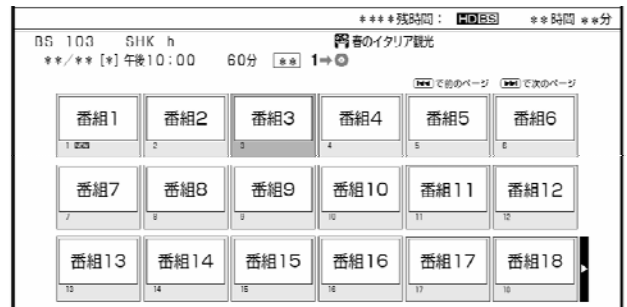 ****残時間： HD BS **時間 **分
BS 103 SHK h 春のイタリア観光
**/** [*] 午後10：00 60分 ** 1→
で前のページ で次のページ
番組1 番組2 番組3 番組4 番組5 番組6
1 2 3 4 5 6
番組7 番組8 番組9 番組10 番組11 番組12
7 8 9 10 11 12
番組13 番組14 番組15 番組16 番組17 番組18
13 14 15 16 17 18